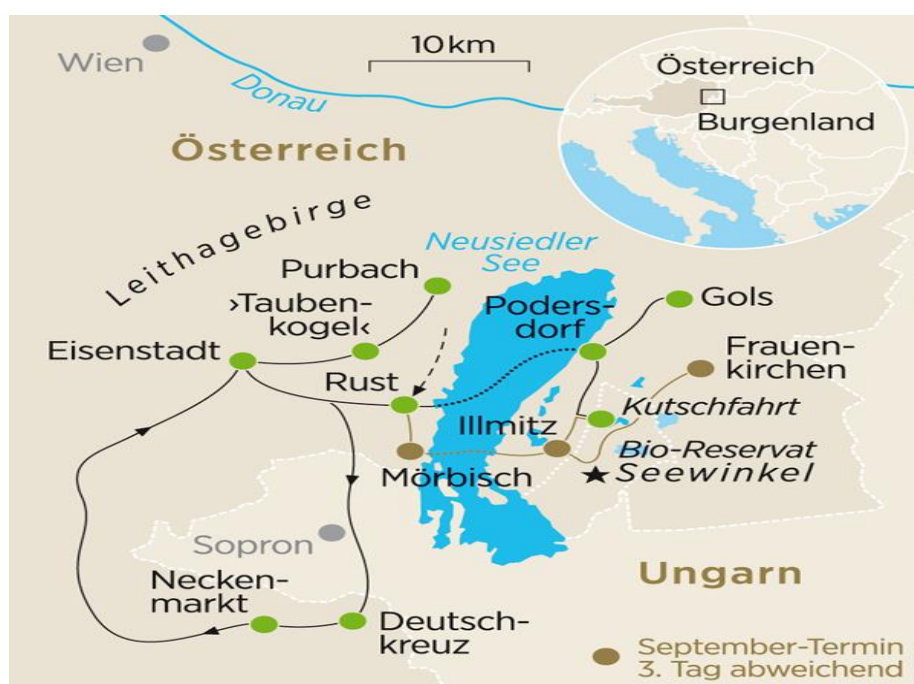 Wien
10 km
Donau
Österreich
Burgenland
Österreich
Leithagebirge
Neusiedler
See
Purbach
›Tauben-
kogel‹
Poders-
dorf
Gols
Eisenstadt
Rust
Frauen-
kirchen
Kutschfahrt
Illmitz
Bio-Reservat
Seewinkel
Mörbisch
Sopron
Necken-
markt
Deutsch-
kreuz
Ungarn
September-Termin
3. Tag abweichend